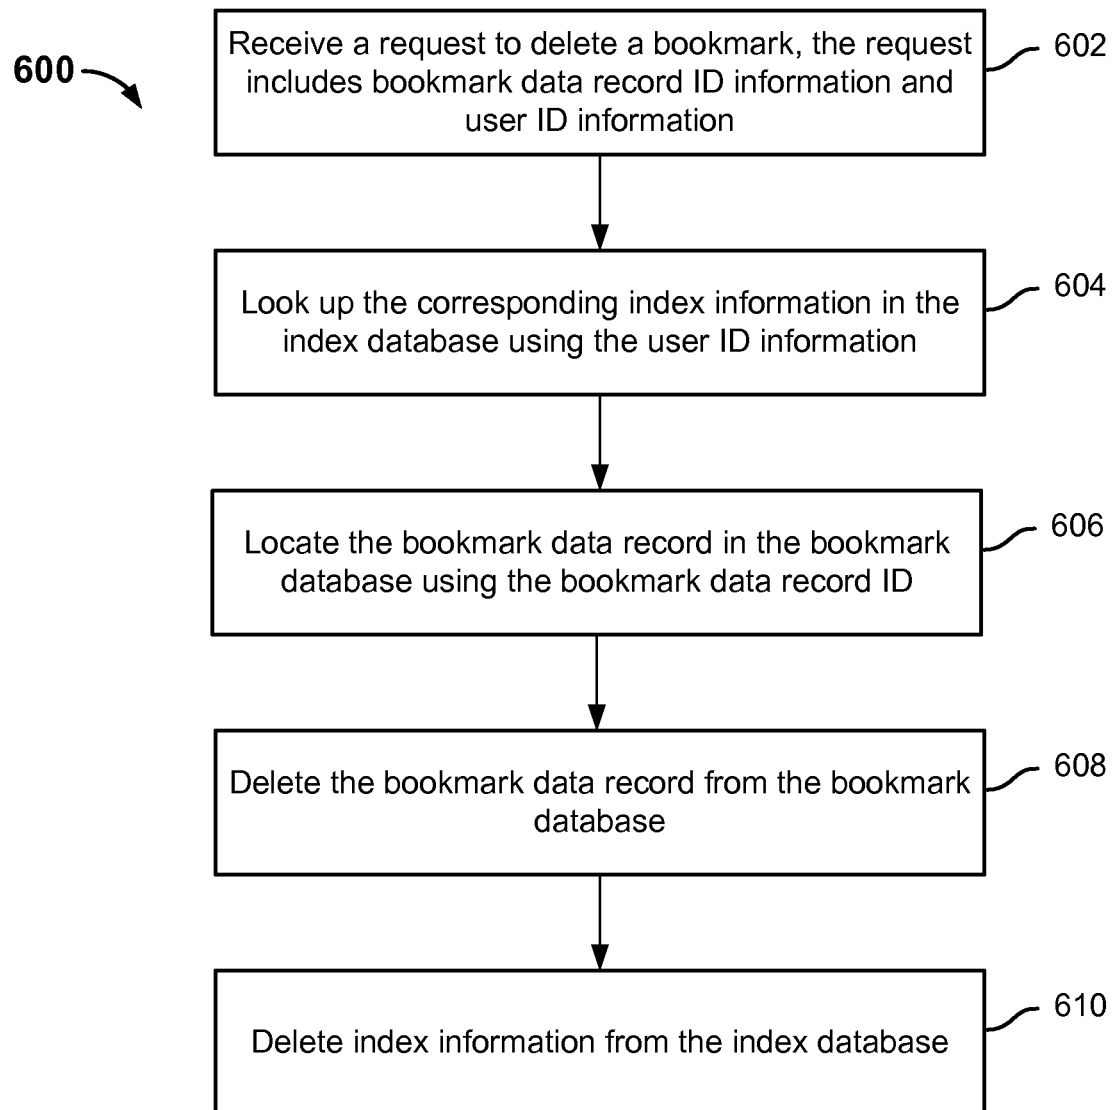 600
Receive a request to delete a bookmark, the request
includes bookmark data record ID information and
user ID information
602
Look up the corresponding index information in the
index database using the user ID information
604
Locate the bookmark data record in the bookmark
database using the bookmark data record ID
606
Delete the bookmark data record from the bookmark
database
608
Delete index information from the index database
610